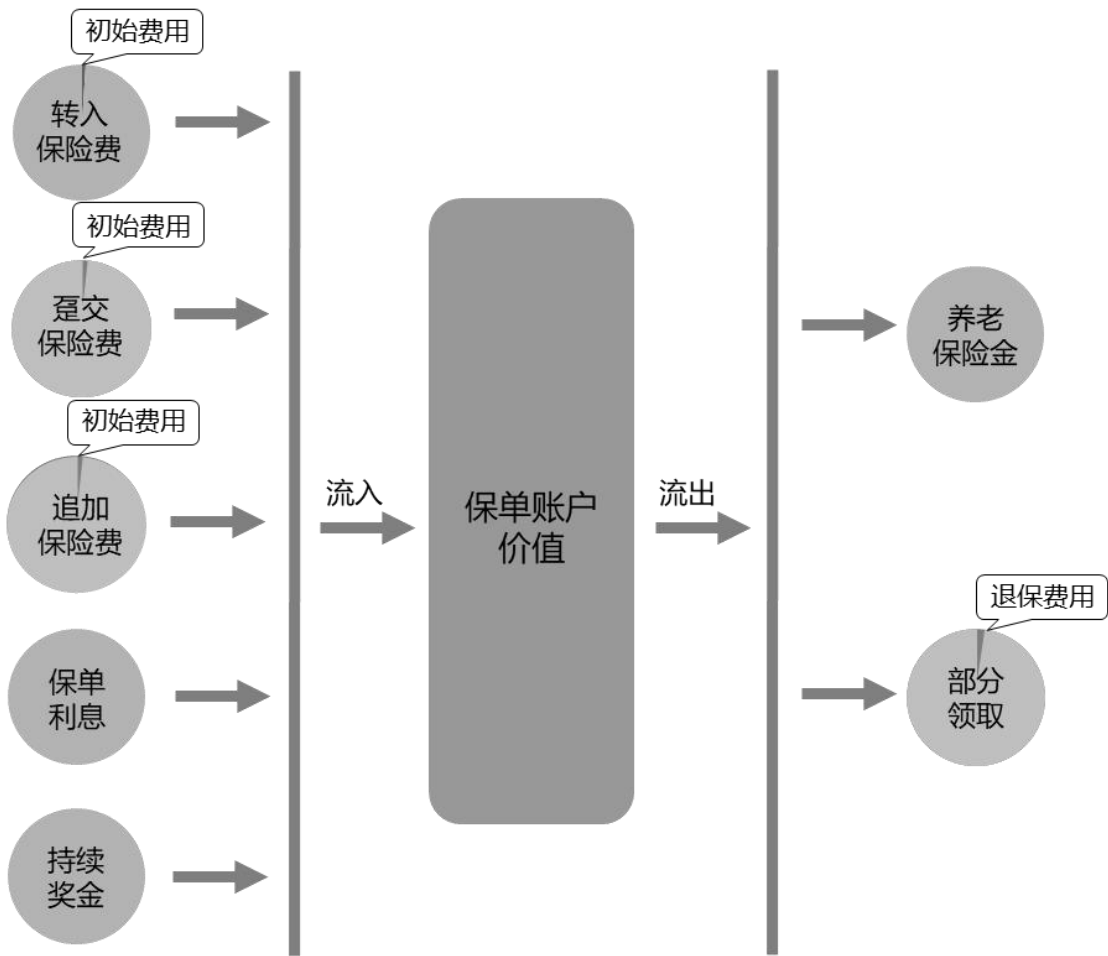 初始费用
转入
保险费
初始费用
趸交
保险费
初始费用
追加
保险费
保单
利息
持续
奖金
流入
保单账户
价值
流出
养老
保险金
退保费用
部分
领取